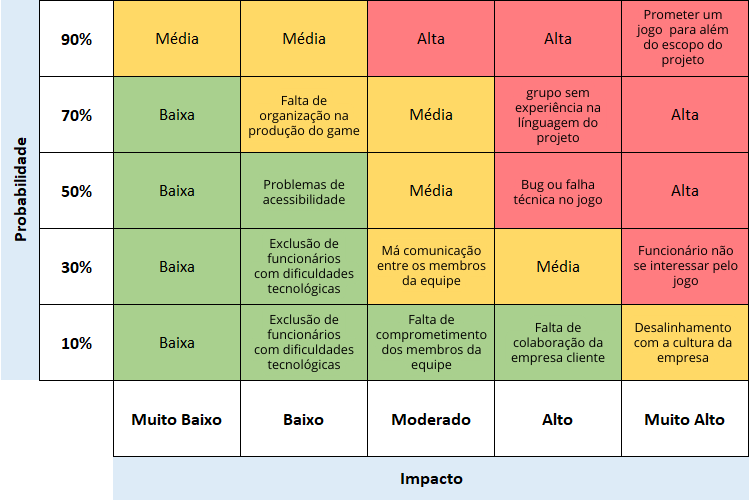 Probabilidade
90%
Média
Média
Alta
Alta
Prometer um
jogo para além
do escopo do
projeto
70%
Baixa
Falta de
organização na
produção do game
Média
grupo sem
experiência na
línguagem do
projeto
Alta
50%
Baixa
Problemas de
acessibilidade
Média
Bug ou falha
técnica no jogo
Alta
30%
Baixa
Exclusão de
funcionários
com dificuldades
tecnológicas
Má comunicação
entre os membros
da equipe
Média
Funcionário não
se interessar pelo
jogo
10%
Baixa
Exclusão de
funcionários
com dificuldades
tecnológicas
Falta de
comprometimento
dos membros da
equipe
Falta de
colaboração da
empresa cliente
Desalinhamento
com a cultura da
empresa
Muito Baixo
Baixo
Moderado
Alto
Muito Alto
Impacto